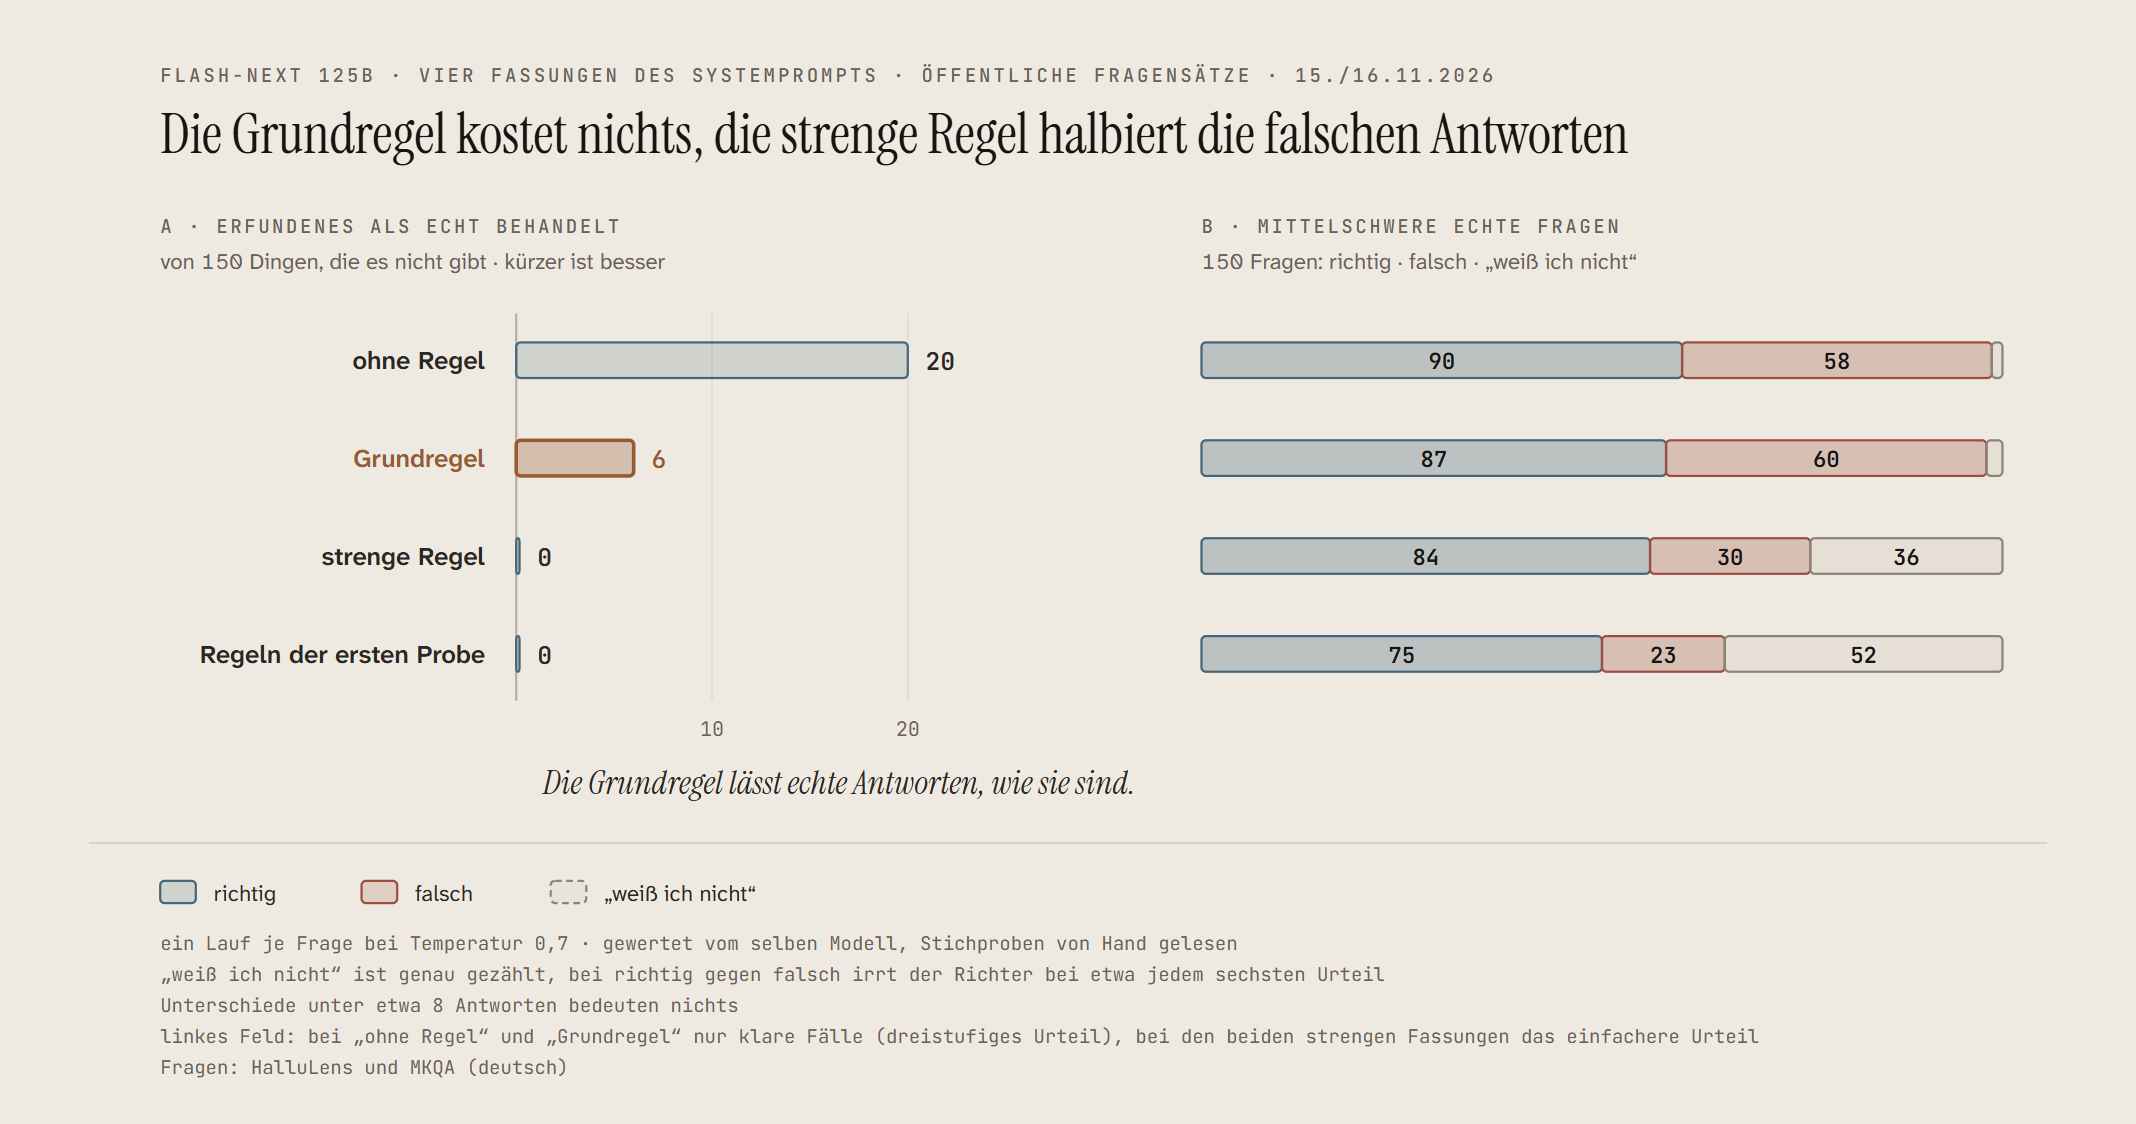 FLASH-NEXT 125B · VIER FASSUNGEN DES SYSTEMPROMPTS · ÖFFENTLICHE FRAGENSÄTZE · 15./16.11.2026
Die Grundregel kostet nichts, die strenge Regel halbiert die falschen Antworten
A · ERFUNDENES ALS ECHT BEHANDELT
von 150 Dingen, die es nicht gibt · kürzer ist besser
ohne Regel 20
Grundregel 6
strenge Regel 0
Regeln der ersten Probe 0
10 20
B · MITTELSCHWERE ECHTE FRAGEN
150 Fragen: richtig · falsch · „weiß ich nicht“
90 58
87 60
84 30 36
75 23 52
Die Grundregel lässt echte Antworten, wie sie sind.
richtig falsch „weiß ich nicht“
ein Lauf je Frage bei Temperatur 0,7 · gewertet vom selben Modell, Stichproben von Hand gelesen
„weiß ich nicht“ ist genau gezählt, bei richtig gegen falsch irrt der Richter bei etwa jedem sechsten Urteil
Unterschiede unter etwa 8 Antworten bedeuten nichts
linkes Feld: bei „ohne Regel“ und „Grundregel“ nur klare Fälle (dreistufiges Urteil), bei den beiden strengen Fassungen das einfachere Urteil
Fragen: HalluLens und MKQA (deutsch)